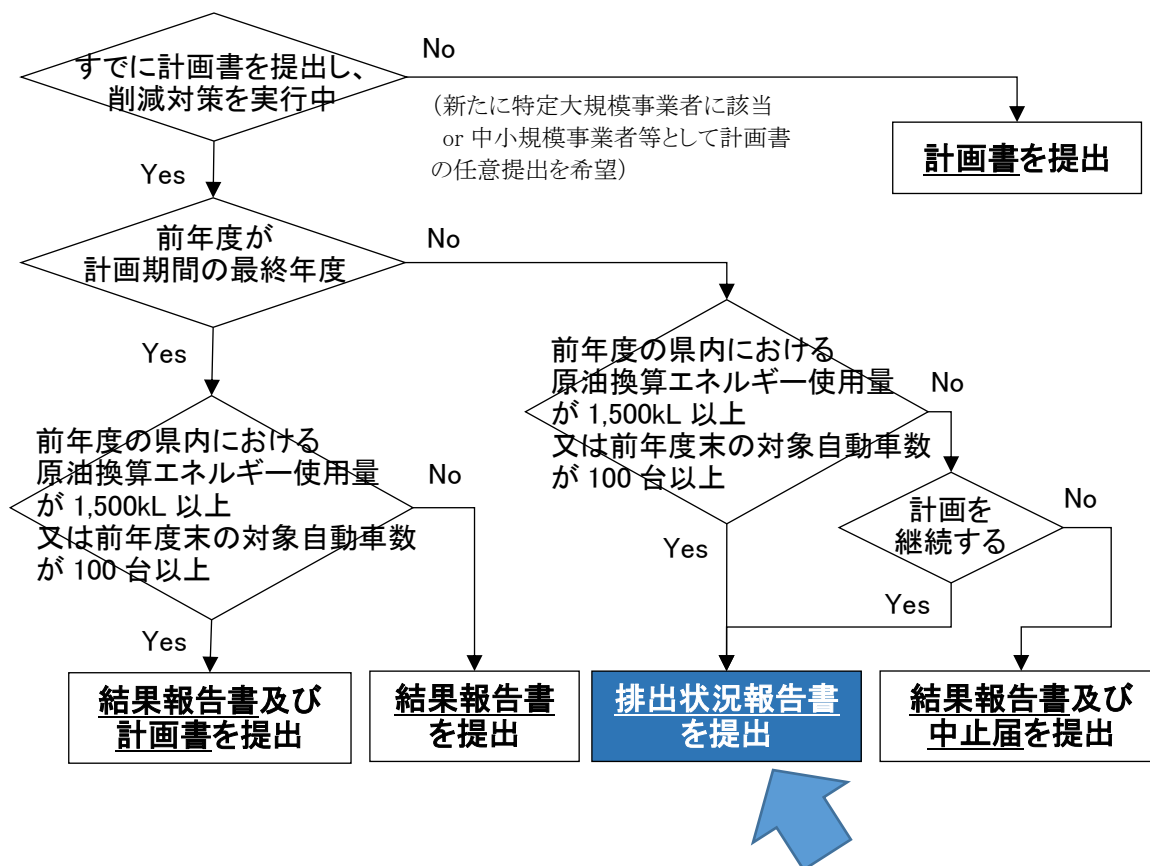 すでに計画書を提出し、
削減対策を実行中
No
（新たに特定大規模事業者に該当
or 中小規模事業者等として計画書
の任意提出を希望）
計画書を提出
Yes
前年度が
計画期間の最終年度
No
Yes
前年度の県内における
原油換算エネルギー使用量
が 1,500kL 以上
又は前年度末の対象自動車数
が 100 台以上
No
前年度の県内における
原油換算エネルギー使用量
が 1,500kL 以上
又は前年度末の対象自動車数
が 100 台以上
No
計画を
継続する
No
Yes
Yes
Yes
結果報告書及び
計画書を提出
結果報告書
を提出
排出状況報告書
を提出
結果報告書及び
中止届を提出